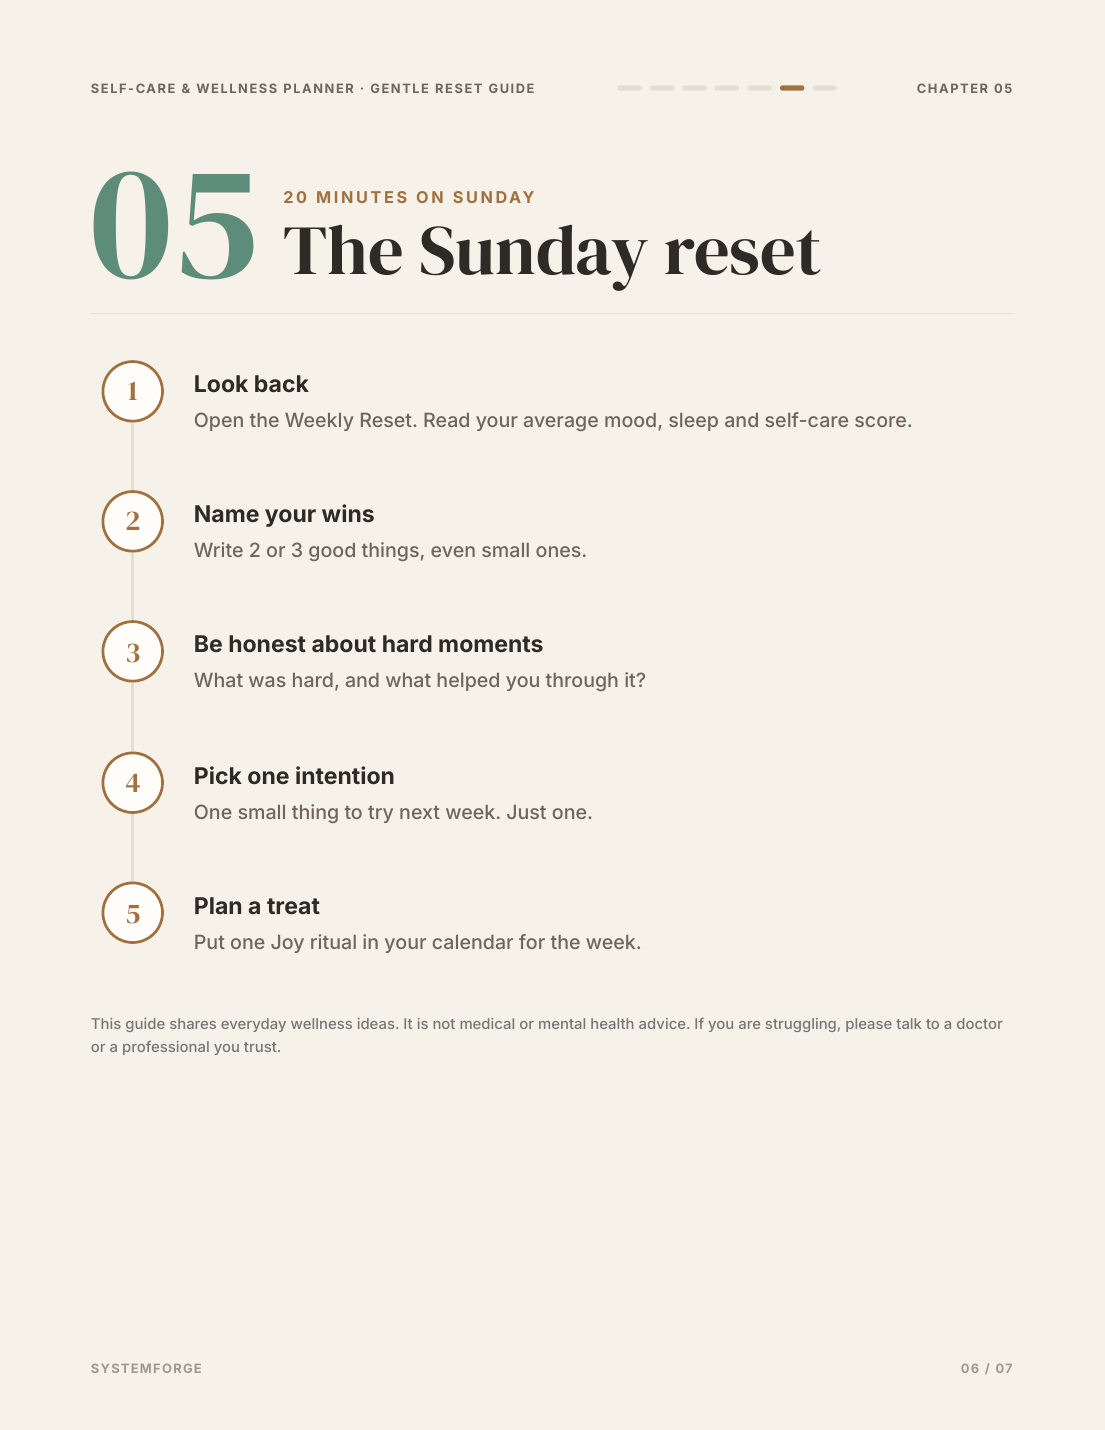 SELF-CARE & WELLNESS PLANNER · GENTLE RESET GUIDE
CHAPTER 05
05
20 MINUTES ON SUNDAY
The Sunday reset
1
Look back
Open the Weekly Reset. Read your average mood, sleep and self-care score.
2
Name your wins
Write 2 or 3 good things, even small ones.
3
Be honest about hard moments
What was hard, and what helped you through it?
4
Pick one intention
One small thing to try next week. Just one.
5
Plan a treat
Put one Joy ritual in your calendar for the week.
This guide shares everyday wellness ideas. It is not medical or mental health advice. If you are struggling, please talk to a doctor
or a professional you trust.
SYSTEMFORGE
06 / 07